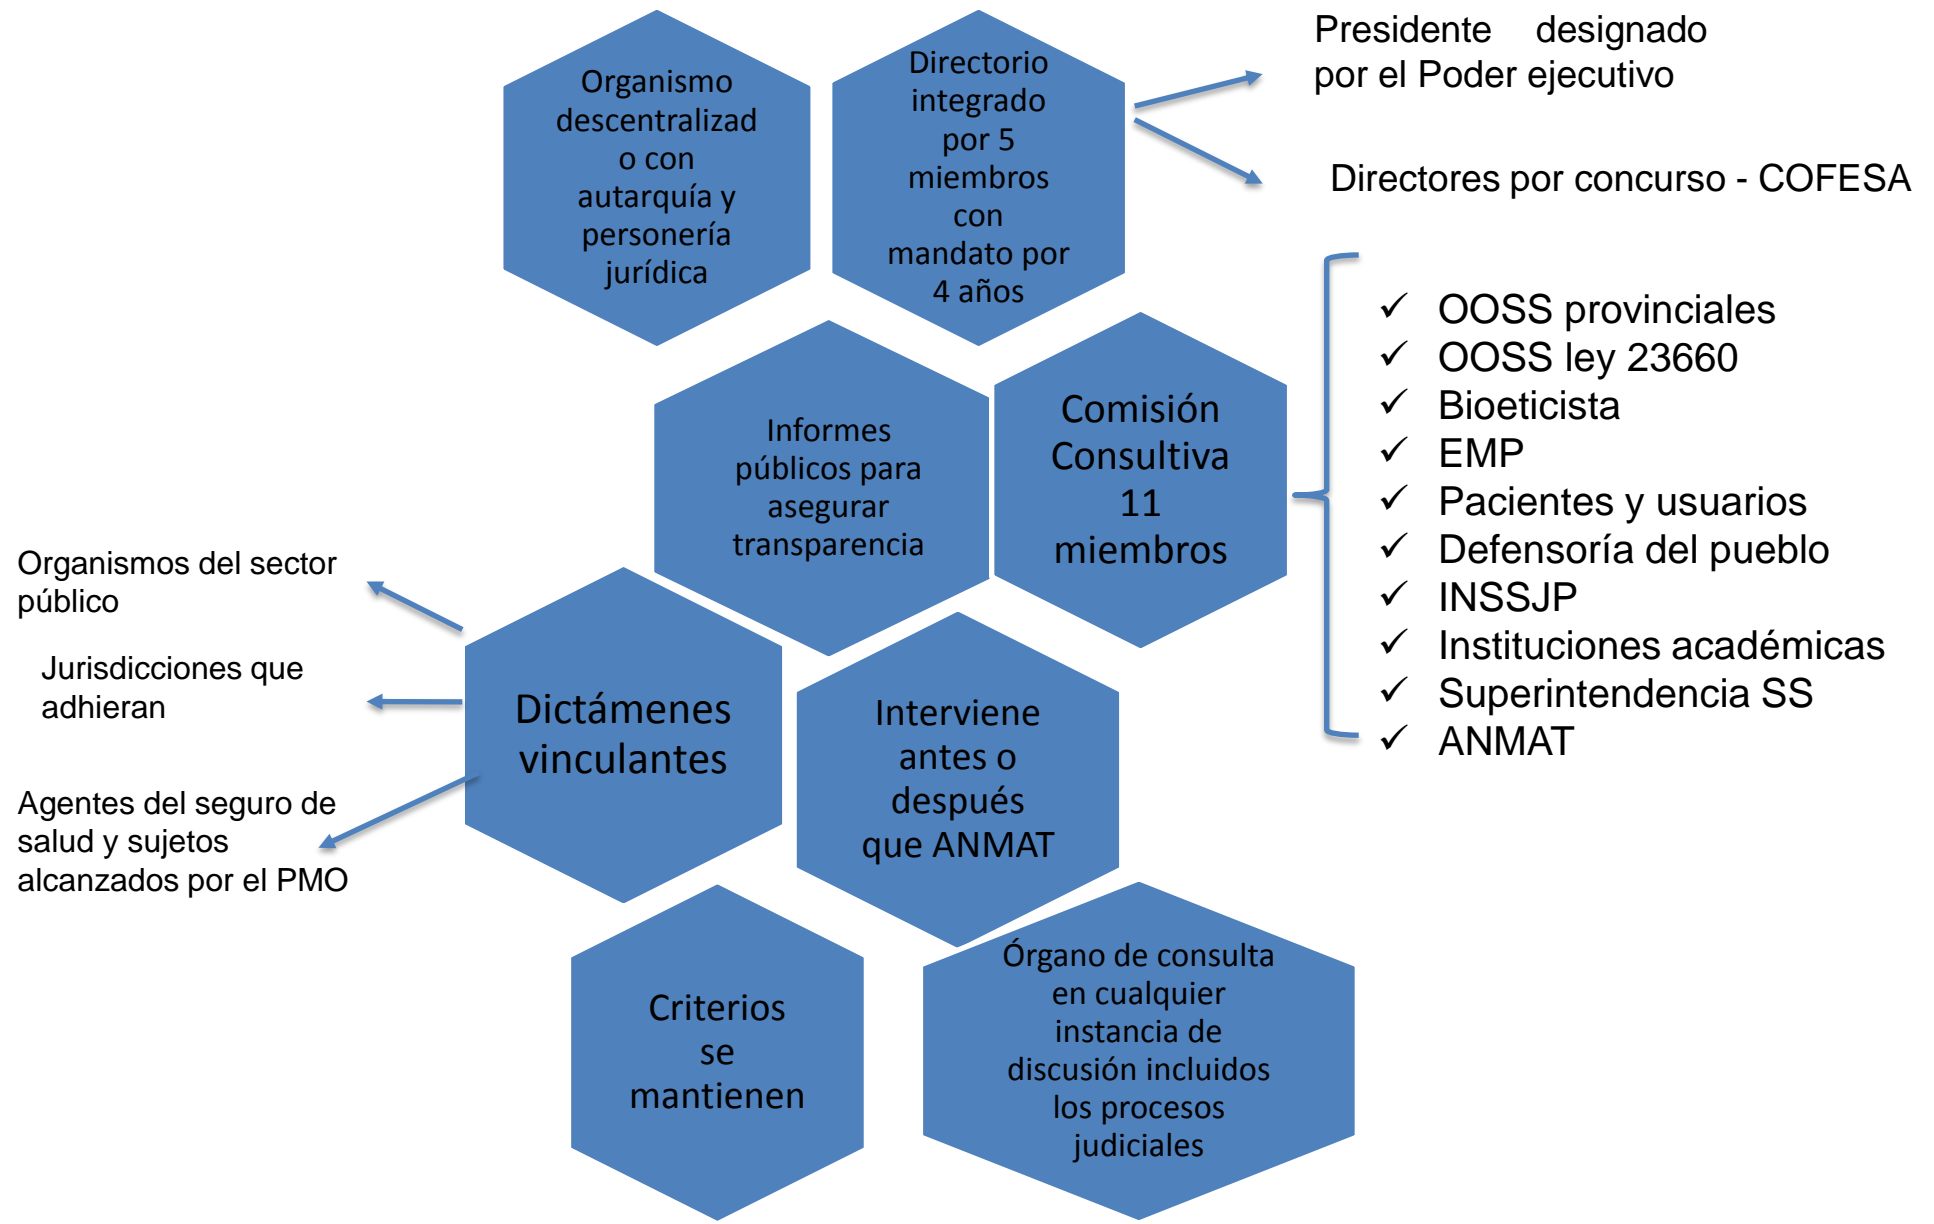 Organismo
descentralizad
o con
autarquía y
personería
jurídica
Directorio
integrado
por 5
miembros
con
mandato por
4 años
Presidente designado
por el Poder ejecutivo
Directores por concurso - COFESA
Informes
públicos para
asegurar
transparencia
Comisión
Consultiva
11
miembros
✓ OOSS provinciales
✓ OOSS ley 23660
✓ Bioeticista
✓ EMP
✓ Pacientes y usuarios
✓ Defensoría del pueblo
✓ INSSJP
✓ Instituciones académicas
✓ Superintendencia SS
✓ ANMAT
Organismos del sector
público
Jurisdicciones que
adhieran
Agentes del seguro de
salud y sujetos
alcanzados por el PMO
Dictámenes
vinculantes
Interviene
antes o
después
que ANMAT
Criterios
se
mantienen
Órgano de consulta
en cualquier
instancia de
discusión incluidos
los procesos
judiciales